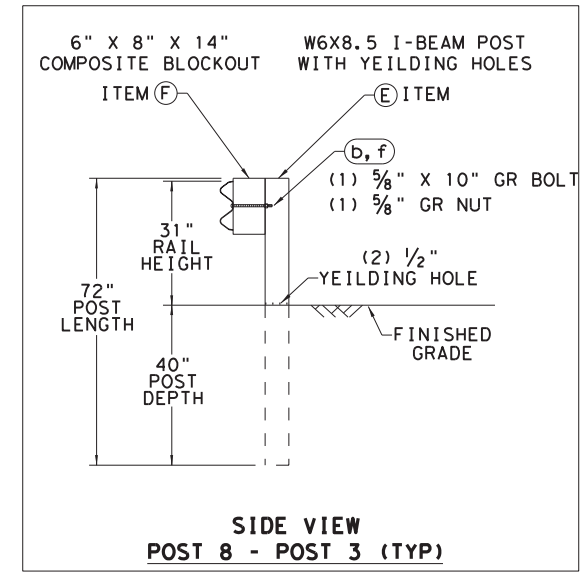 6" X 8" X 14"
COMPOSITE BLOCKOUT
ITEM F
W6X8.5 I-BEAM POST
WITH YEILDING HOLES
E ITEM
b, f
(1) 5/8" X 10" GR BOLT
(1) 5/8" GR NUT
31"
RAIL
HEIGHT
(2) 1/2"
YEILDING HOLE
72"
POST
LENGTH
FINISHED
GRADE
40"
POST
DEPTH
SIDE VIEW
POST 8 - POST 3 (TYP)